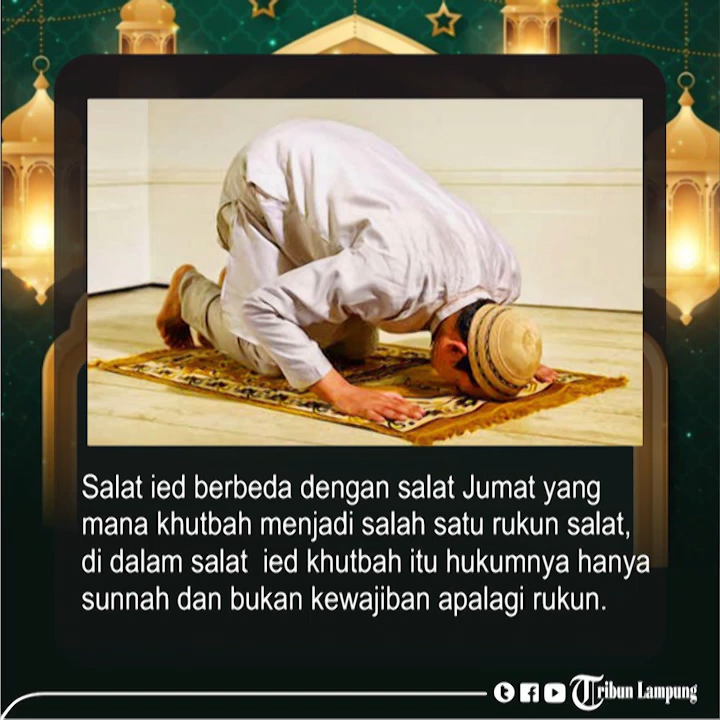 Salat ied berbeda dengan salat Jumat yang
mana khutbah menjadi salah satu rukun salat,
di dalam salat  ied khutbah itu hukumnya hanya
sunnah dan bukan kewajiban apalagi rukun.
Tribun Lampung